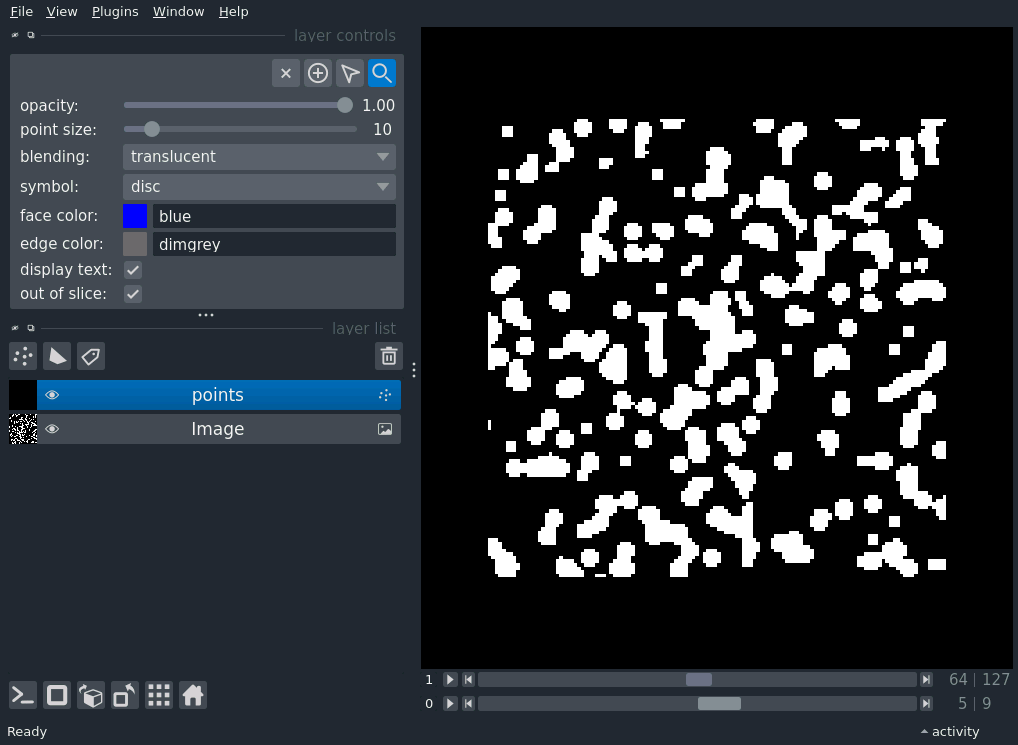 File View Plugins Window Help
layer controls
opacity: 1.00
point size: 10
blending: translucent
symbol: disc
face color: blue
edge color: dimgrey
display text:
out of slice:
layer list
points
Image
1 64 | 127
0 5 | 9
Ready activity